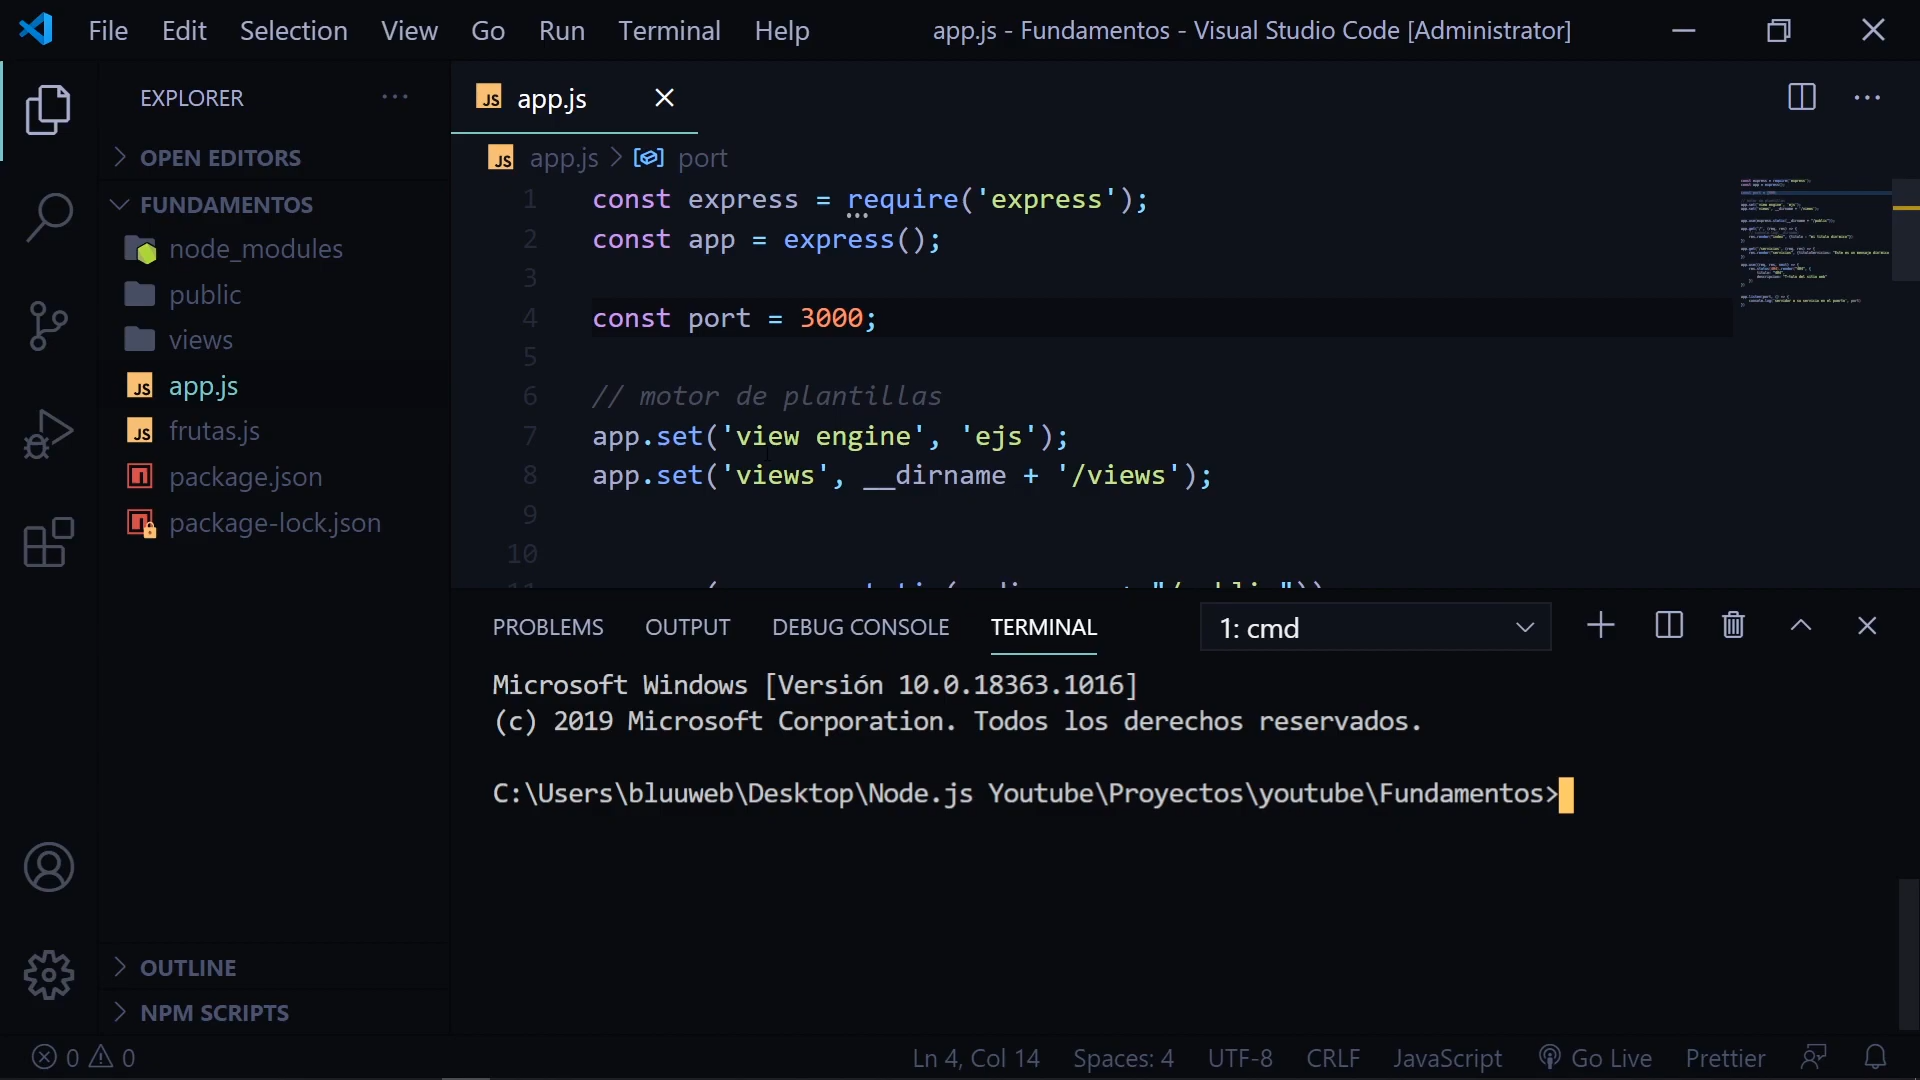 File Edit Selection View Go Run Terminal Help
app.js - Fundamentos - Visual Studio Code [Administrator]
EXPLORER
OPEN EDITORS
FUNDAMENTOS
node_modules
public
views
app.js
frutas.js
package.json
package-lock.json
OUTLINE
NPM SCRIPTS
app.js
app.js > port
1 const express = require('express');
2 const app = express();
3
4 const port = 3000;
5
6 // motor de plantillas
7 app.set('view engine', 'ejs');
8 app.set('views', __dirname + '/views');
9
10
PROBLEMS OUTPUT DEBUG CONSOLE TERMINAL 1: cmd
Microsoft Windows [Versión 10.0.18363.1016]
(c) 2019 Microsoft Corporation. Todos los derechos reservados.
C:\Users\bluuweb\Desktop\Node.js Youtube\Proyectos\youtube\Fundamentos>
0 0 Ln 4, Col 14 Spaces: 4 UTF-8 CRLF JavaScript Go Live Prettier